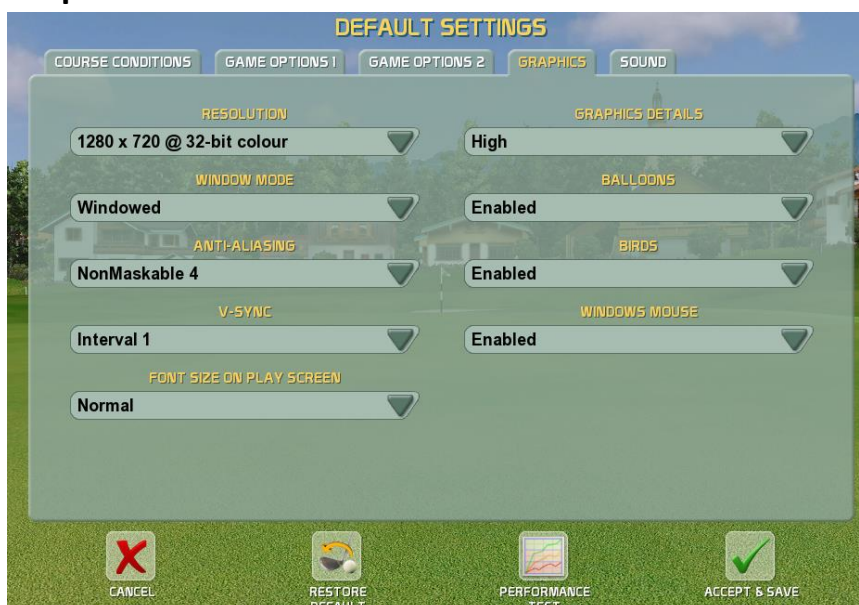 DEFAULT SETTINGS
COURSE CONDITIONS
GAME OPTIONS 1
GAME OPTIONS 2
GRAPHICS
SOUND
RESOLUTION
1280 x 720 @ 32-bit colour
WINDOW MODE
Windowed
ANTI-ALIASING
NonMaskable 4
V-SYNC
Interval 1
FONT SIZE ON PLAY SCREEN
Normal
GRAPHICS DETAILS
High
BALLOONS
Enabled
BIRDS
Enabled
WINDOWS MOUSE
Enabled
CANCEL
RESTORE
DEFAULT
PERFORMANCE
TEST
ACCEPT & SAVE